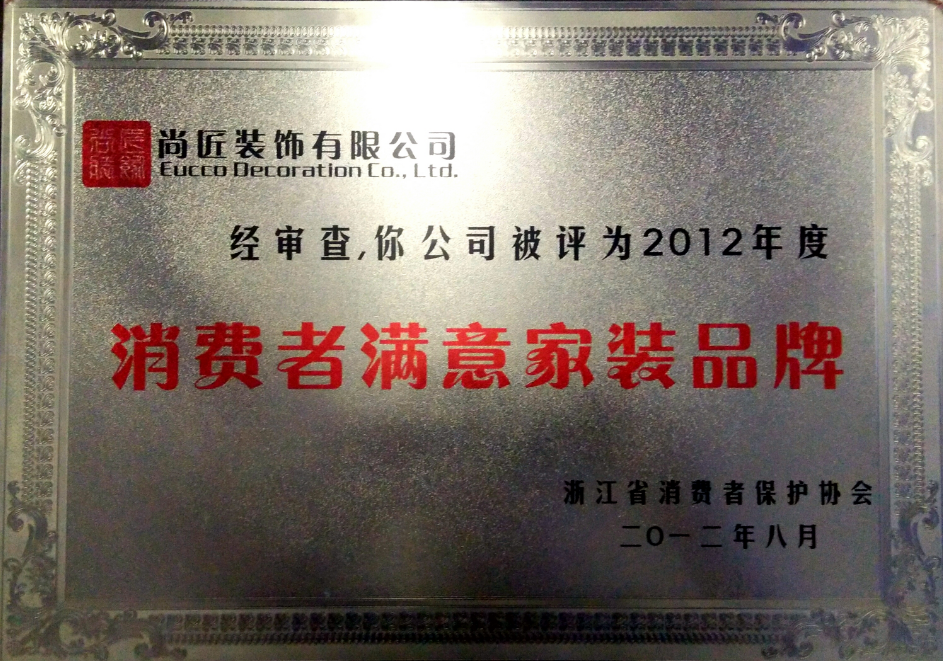 尚匠装饰有限公司
Eucco Decoration Co., Ltd.
经审查,你公司被评为2012年度
消费者满意家装品牌
浙江省消费者保护协会
二O一二年八月